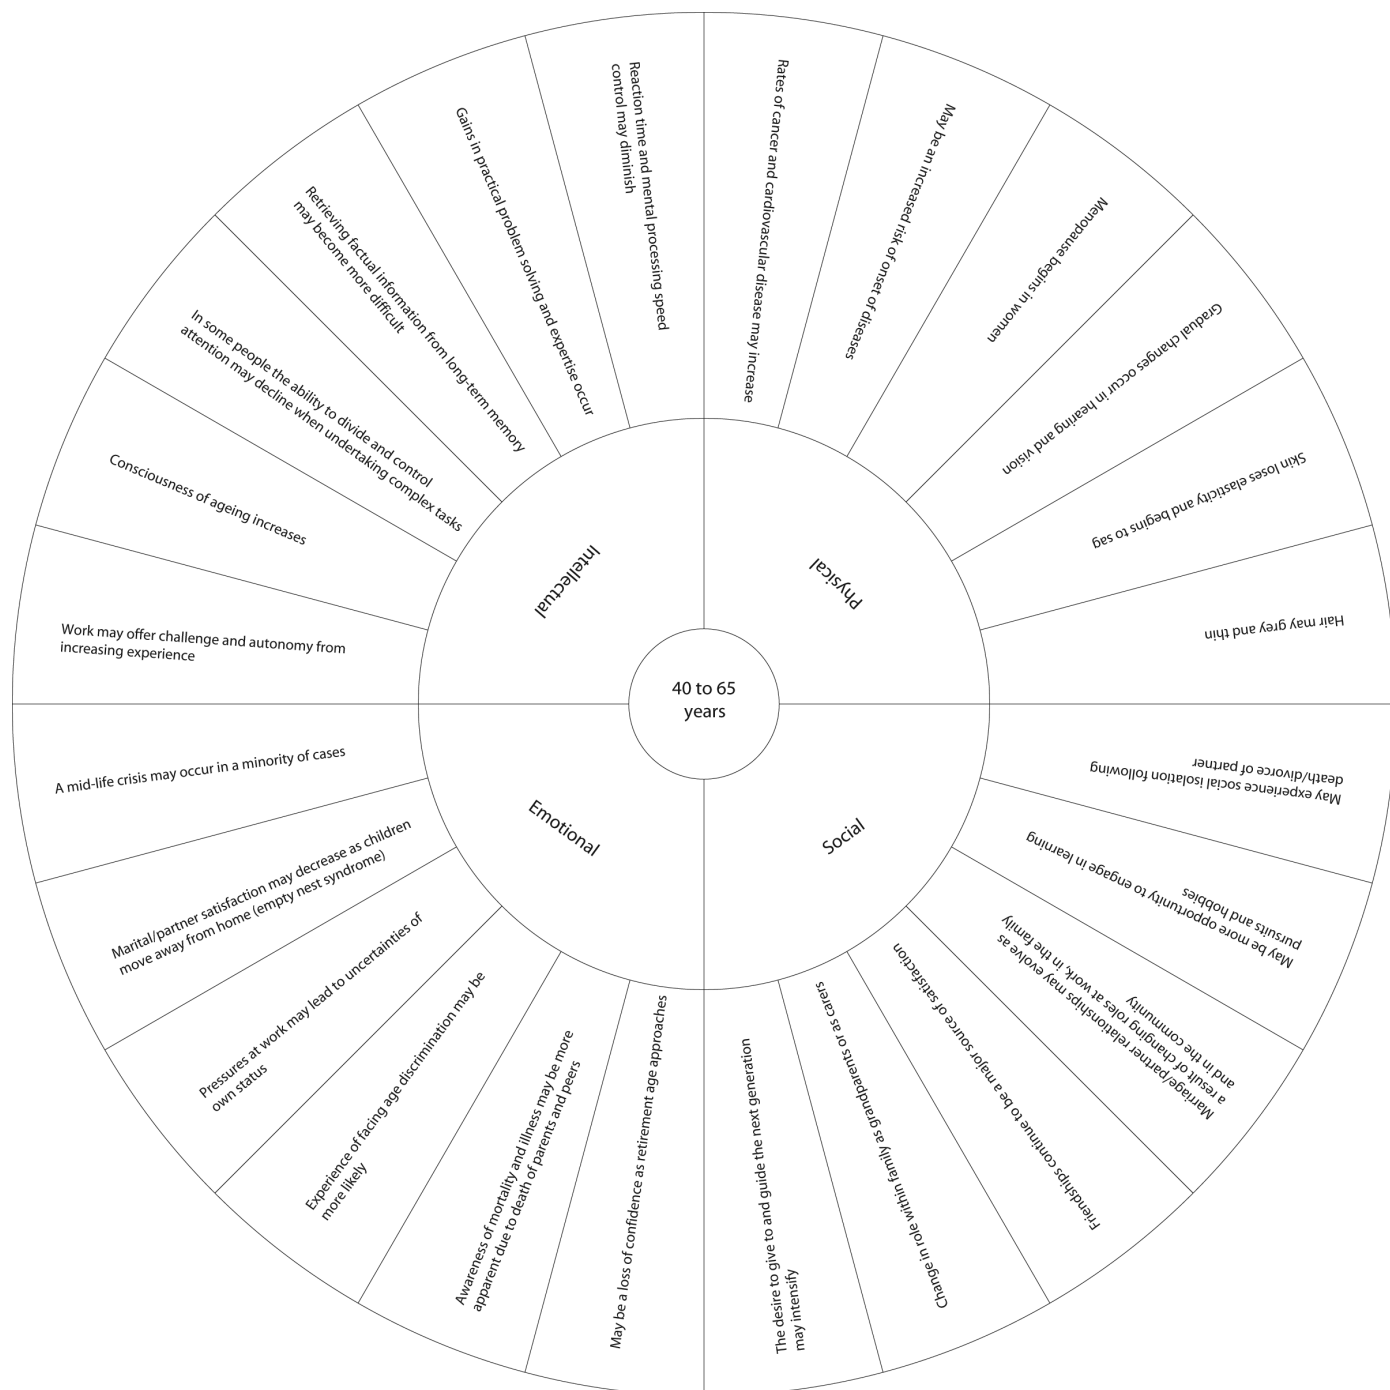 40 to 65
years
Physical
Rates of cancer and cardiovascular disease may increase
May be an increased risk of onset of diseases
Menopause begins in women
Gradual changes occur in hearing and vision
Skin loses elasticity and begins to sag
Hair may grey and thin
Social
May experience social isolation following
death/divorce of partner
May be more opportunity to engage in learning
pursuits and hobbies
Marriage/partner relationships may evolve as
a result of changing roles at work, in the family
and in the community
Friendships continue to be a major source of satisfaction
Change in role within family as grandparents or as carers
The desire to give to and guide the next generation
may intensify
Emotional
May be a loss of confidence as retirement age approaches
Awareness of mortality and illness may be more
apparent due to death of parents and peers
Experience of facing age discrimination may be
more likely
Pressures at work may lead to uncertainties of
own status
Marital/partner satisfaction may decrease as children
move away from home (empty nest syndrome)
A mid-life crisis may occur in a minority of cases
Intellectual
Work may offer challenge and autonomy from
increasing experience
Consciousness of ageing increases
In some people the ability to divide and control
attention may decline when undertaking complex tasks
Retrieving factual information from long-term memory
may become more difficult
Gains in practical problem solving and expertise occur
Reaction time and mental processing speed
control may diminish